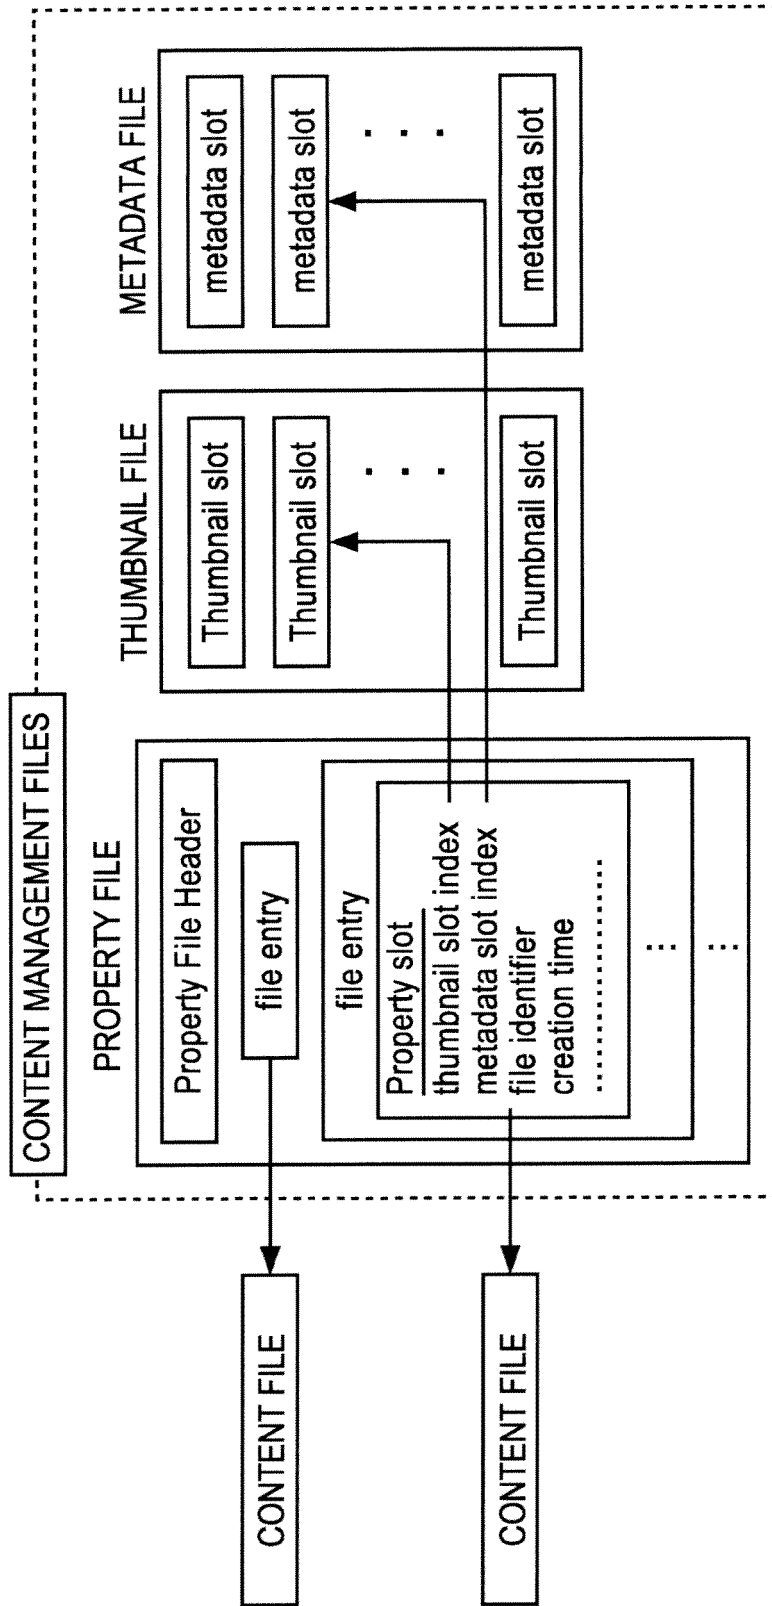 CONTENT MANAGEMENT FILES
PROPERTY FILE
THUMBNAIL FILE
METADATA FILE
Property File Header
file entry
file entry
Property slot
thumbnail slot index
metadata slot index
file identifier
creation time
Thumbnail slot
Thumbnail slot
Thumbnail slot
metadata slot
metadata slot
metadata slot
CONTENT FILE
CONTENT FILE